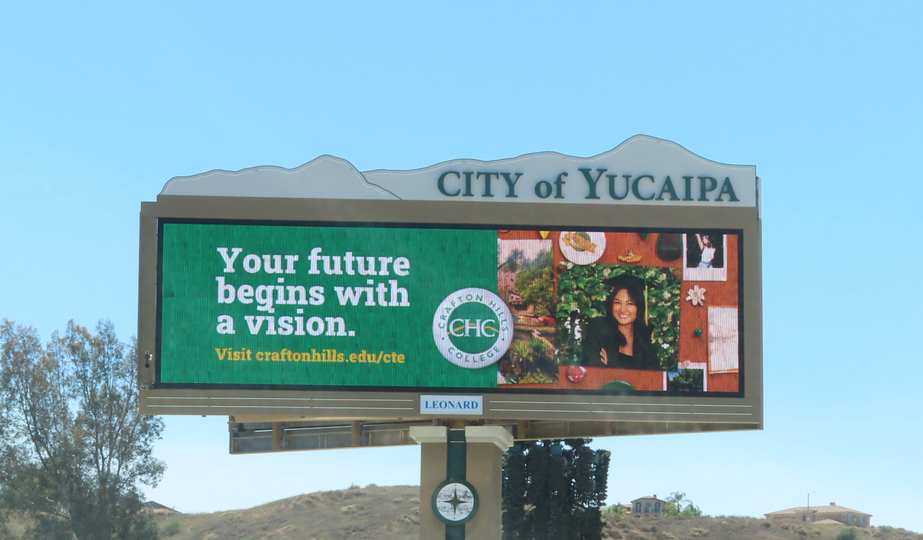 CITY of YUCAIPA
Your future
begins with
a vision.
Visit craftonhills.edu/cte
CRAFTON HILLS
CHC
COLLEGE
LEONARD